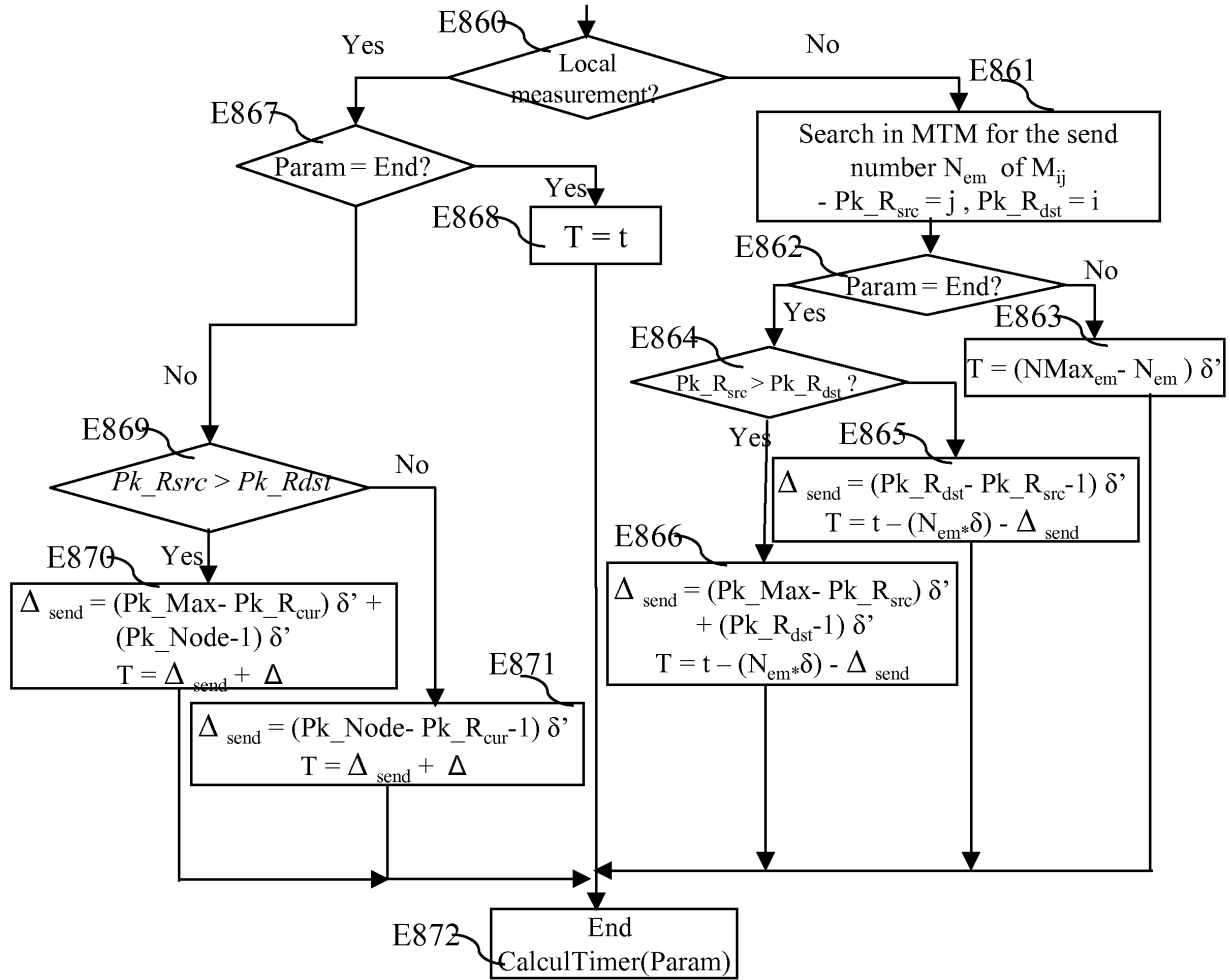 E860
Yes
No
Local
measurement?
E861
E867
Search in MTM for the send
number Nem of Mij
- Pk_Rsrc = j , Pk_Rdst = i
Param = End?
Yes
E868
T = t
E862
Param = End?
No
Yes
E863
T = (NMaxem- Nem ) δ’
E864
Pk_Rsrc > Pk_Rdst ?
No
Yes
E865
Δ send = (Pk_Rdst- Pk_Rsrc-1) δ’
T = t – (Nem*δ) - Δ send
E869
Pk_Rsrc > Pk_Rdst
No
Yes
E870
Δ send = (Pk_Max- Pk_Rcur) δ’ +
(Pk_Node-1) δ’
T = Δ send + Δ
E866
Δ send = (Pk_Max- Pk_Rsrc) δ’
+ (Pk_Rdst-1) δ’
T = t – (Nem*δ) - Δ send
E871
Δ send = (Pk_Node- Pk_Rcur-1) δ’
T = Δ send + Δ
E872
End
CalculTimer(Param)